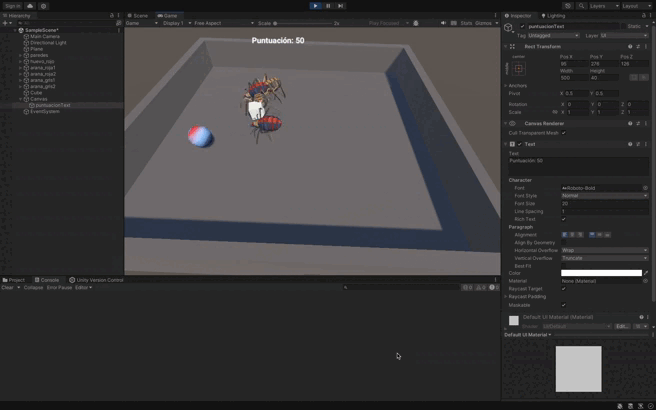 Sign in
Layers
Layout
Hierarchy
All
SampleScene*
Main Camera
Directional Light
Plane
paredes
huevo_rojo
arana_roja1
arana_roja2
arana_gris1
arana_gris2
Cube
Canvas
puntuacionText
EventSystem
Scene
Game
Game
Display 1
Free Aspect
Scale
2x
Play Focused
Stats
Gizmos
Puntuación: 50
Project
Console
Unity Version Control
Clear
Collapse
Error Pause
Editor
Inspector
Lighting
puntuacionText
Static
Tag
Untagged
Layer
UI
Rect Transform
center
Pos X
Pos Y
Pos Z
Width
Height
500
40
Anchors
Pivot
X 0.5
Y 0.5
Rotation
X 0
Y 0
Z 0
Scale
X 1
Y 1
Z 1
Canvas Renderer
Cull Transparent Mesh
Text
Text
Puntuación: 50
Character
Font
Roboto-Bold
Font Style
Normal
Font Size
Line Spacing
1
Rich Text
Paragraph
Alignment
Align By Geometry
Horizontal Overflow
Wrap
Vertical Overflow
Truncate
Best Fit
Color
Material
None (Material)
Raycast Target
Raycast Padding
Maskable
Default UI Material (Material)
Shader
UI/Default
Edit...
Default UI Material